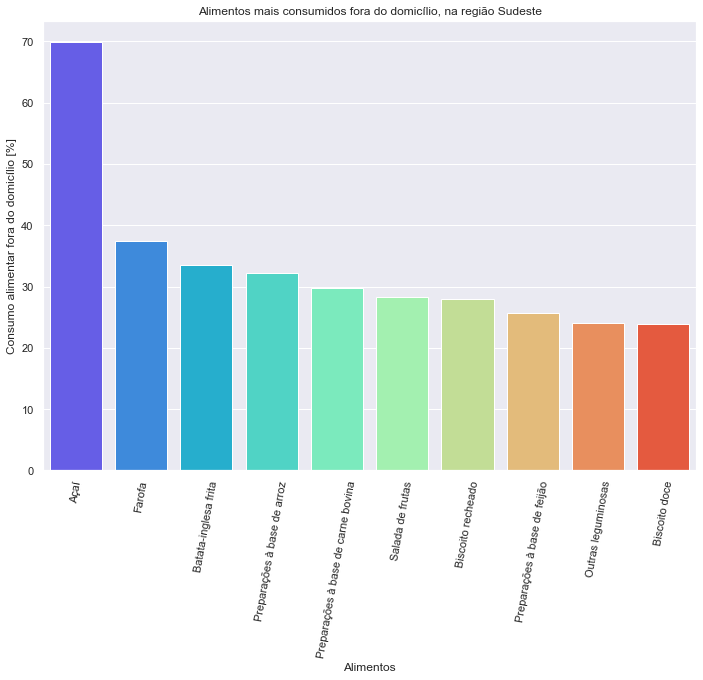 Alimentos mais consumidos fora do domicílio, na região Sudeste
Consumo alimentar fora do domicílio [%]
70
60
50
40
30
20
10
0
Açaí
Farofa
Batata-inglesa frita
Preparações à base de arroz
Preparações à base de carne bovina
Salada de frutas
Biscoito recheado
Preparações à base de feijão
Outras leguminosas
Biscoito doce
Alimentos